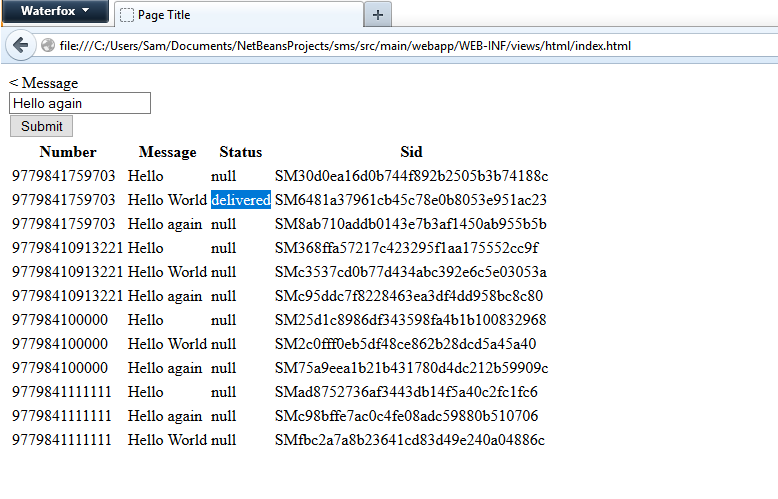 Waterfox
Page Title
file:///C:/Users/Sam/Documents/NetBeansProjects/sms/src/main/webapp/WEB-INF/views/html/index.html
< Message
Hello again
Submit
Number Message Status Sid
9779841759703 Hello null SM30d0ea16d0b744f892b2505b3b74188c
9779841759703 Hello World delivered SM6481a37961cb45c78e0b8053e951ac23
9779841759703 Hello again null SM8ab710addb0143e7b3af1450ab955b5b
97798410913221 Hello null SM368ffa57217c423295f1aa175552cc9f
97798410913221 Hello World null SMc3537cd0b77d434abc392e6c5e03053a
97798410913221 Hello again null SMc95ddc7f8228463ea3df4dd958bc8c80
977984100000 Hello null SM25d1c8986df343598fa4b1b100832968
977984100000 Hello World null SM2c0fff0eb5df48ce862b28dcd5a45a40
977984100000 Hello again null SM75a9eea1b21b431780d4dc212b59909c
9779841111111 Hello null SMad8752736af3443db14f5a40c2fc1fc6
9779841111111 Hello again null SMc98bffe7ac0c4fe08adc59880b510706
9779841111111 Hello World null SMfbc2a7a8b23641cd83d49e240a04886c